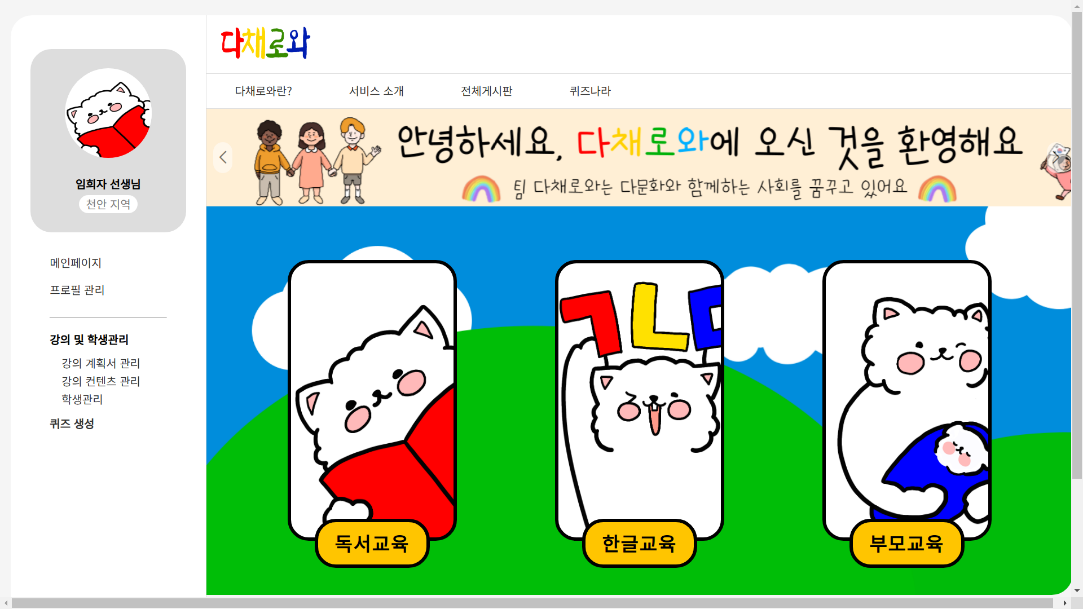 다채로와
다채로와란?
서비스 소개
전체게시판
퀴즈나라
임희자 선생님
천안 지역
메인페이지
프로필 관리
강의 및 학생관리
강의 계획서 관리
강의 컨텐츠 관리
학생관리
퀴즈 생성
안녕하세요, 다채로와에 오신 것을 환영해요
팀 다채로와는 다문화와 함께하는 사회를 꿈꾸고 있어요
ㄱㄴㄷ
독서교육
한글교육
부모교육